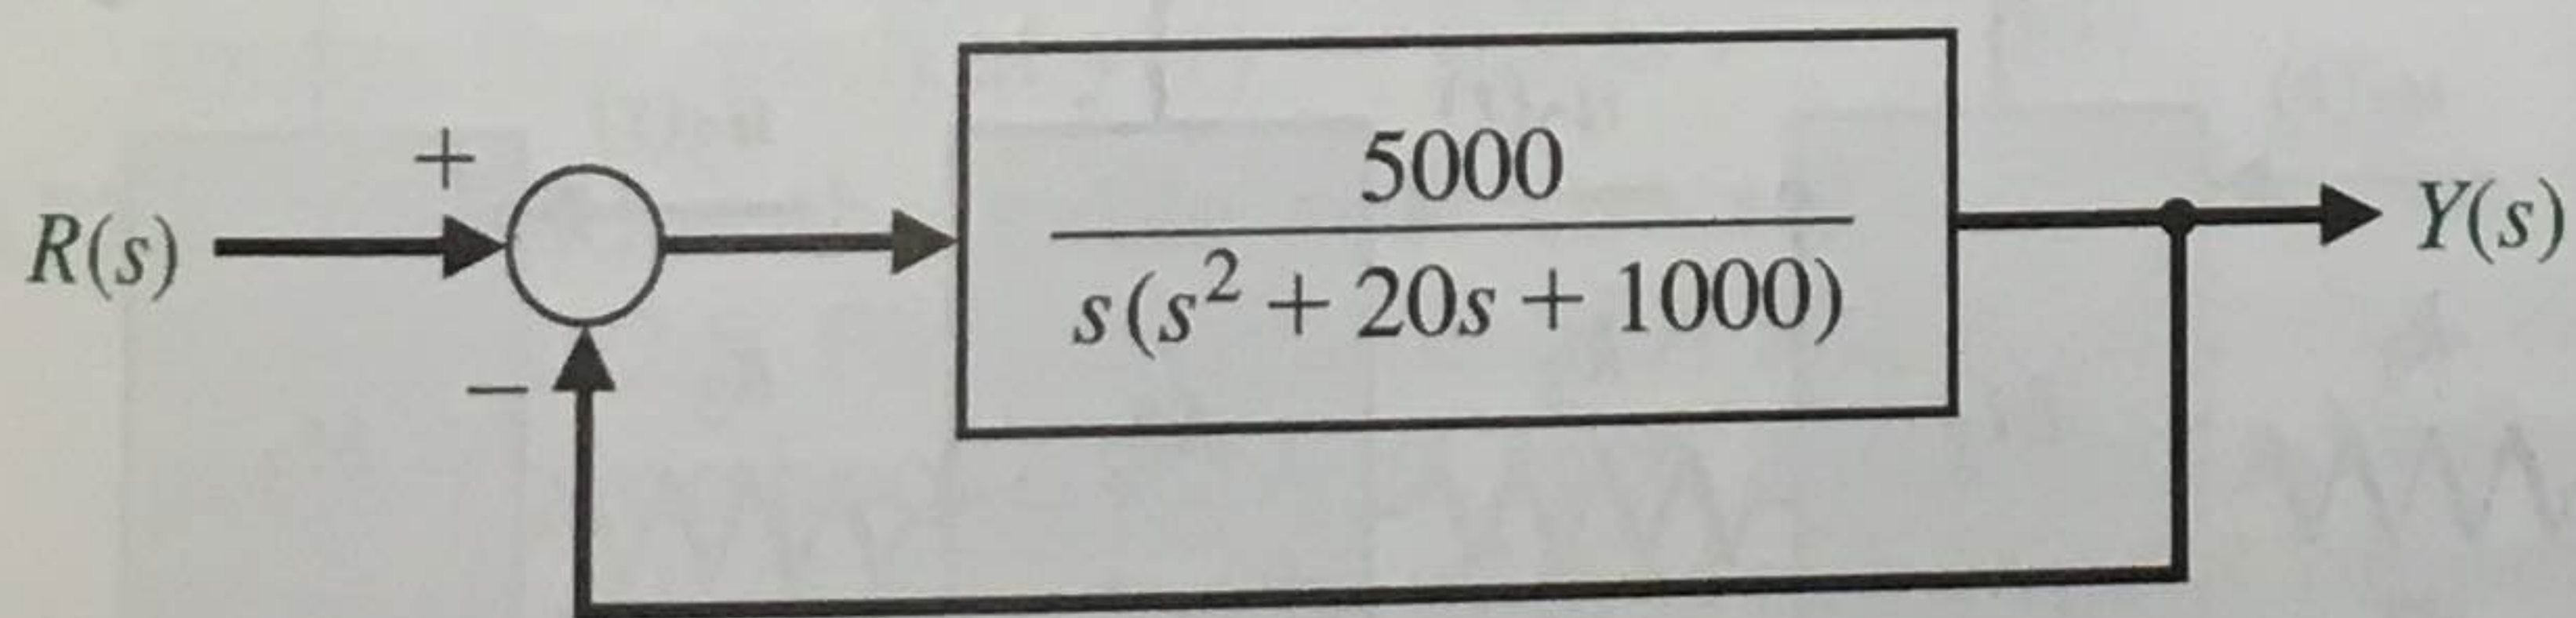 +
R(s)
5000
s(s² + 20s + 1000)
Y(s)
−